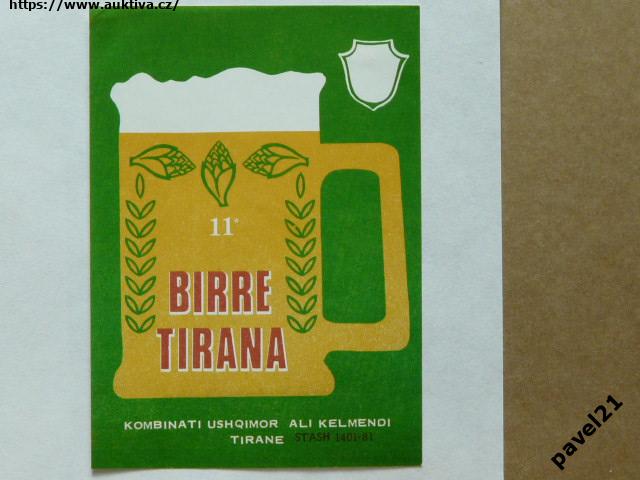 https://www.auktiva.cz/
11°
BIRRE
TIRANA
KOMBINATI USHQIMOR ALI KELMENDI
TIRANE STASH 1401-81
pavel21